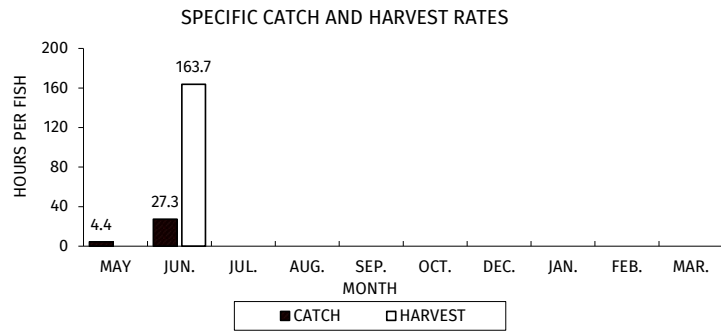 SPECIFIC CATCH AND HARVEST RATES
200
160
120
80
40
0
HOURS PER FISH
4.4
27.3
163.7
MAY JUN. JUL. AUG. SEP. OCT. DEC. JAN. FEB. MAR.
MONTH
CATCH HARVEST